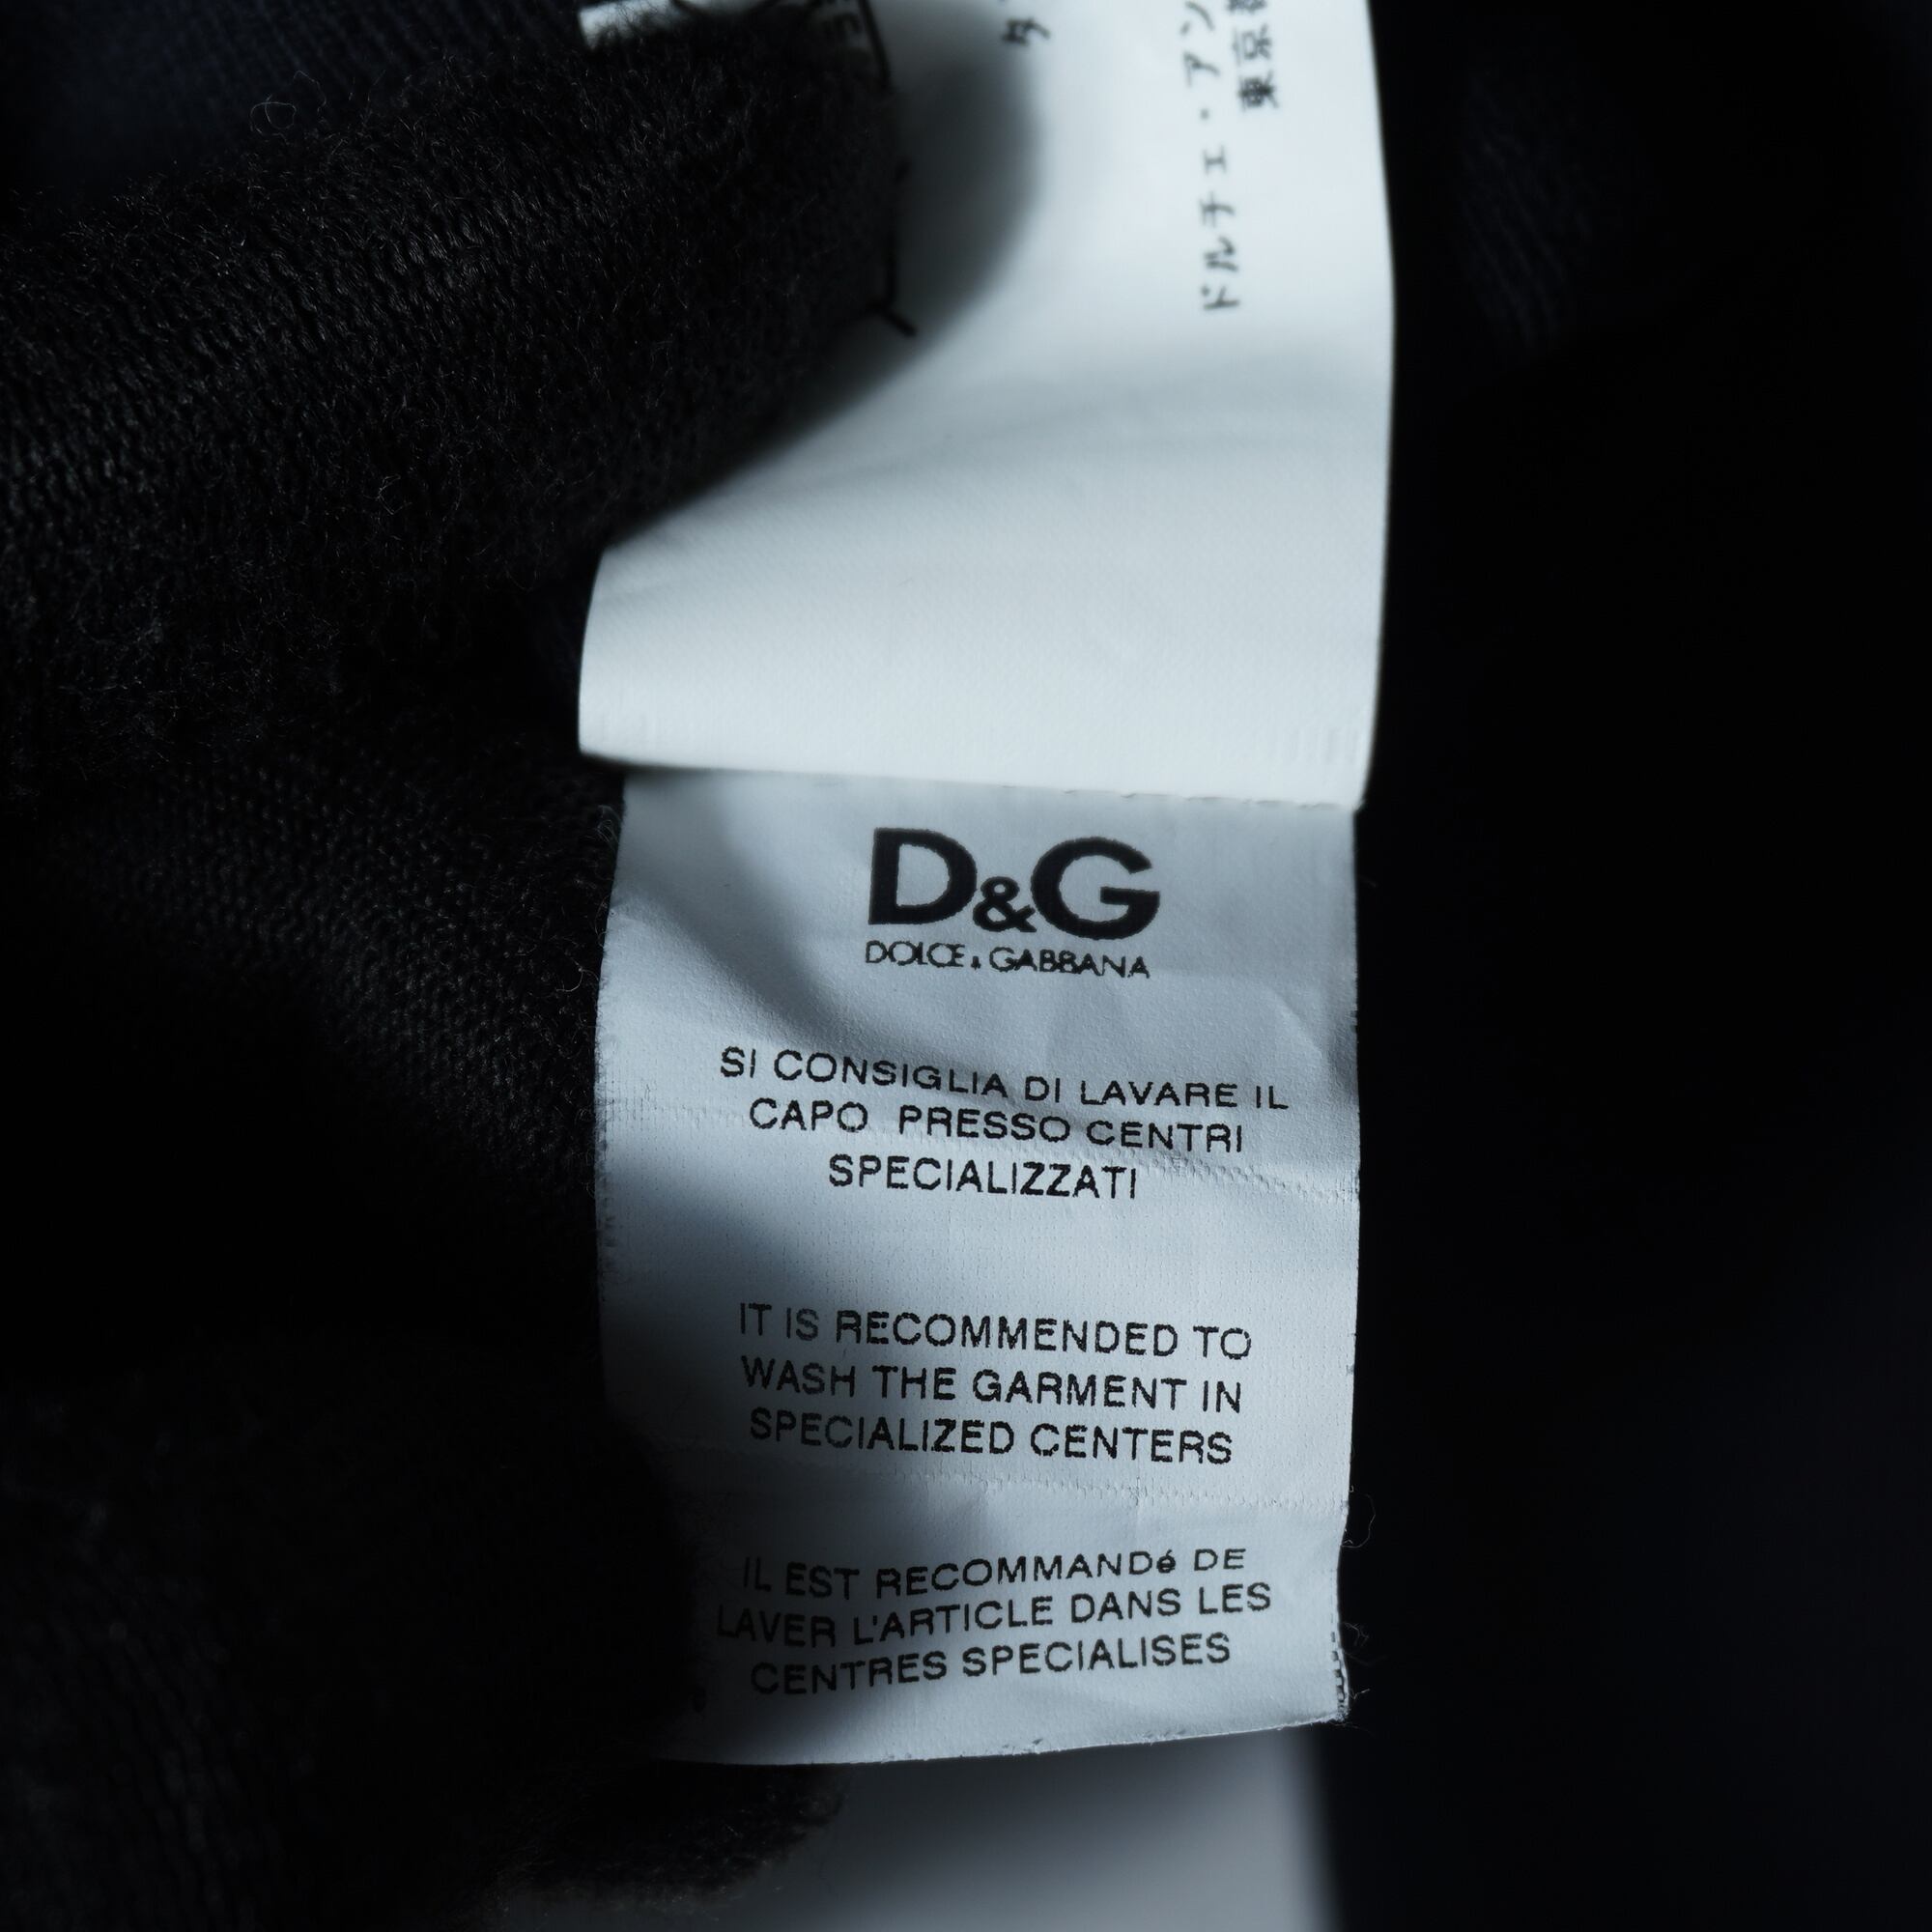 ドルチェ・アン
東京
タ
D&G
DOLCE & GABBANA
SI CONSIGLIA DI LAVARE IL
CAPO PRESSO CENTRI
SPECIALIZZATI
IT IS RECOMMENDED TO
WASH THE GARMENT IN
SPECIALIZED CENTERS
IL EST RECOMMANDé DE
LAVER L'ARTICLE DANS LES
CENTRES SPECIALISES